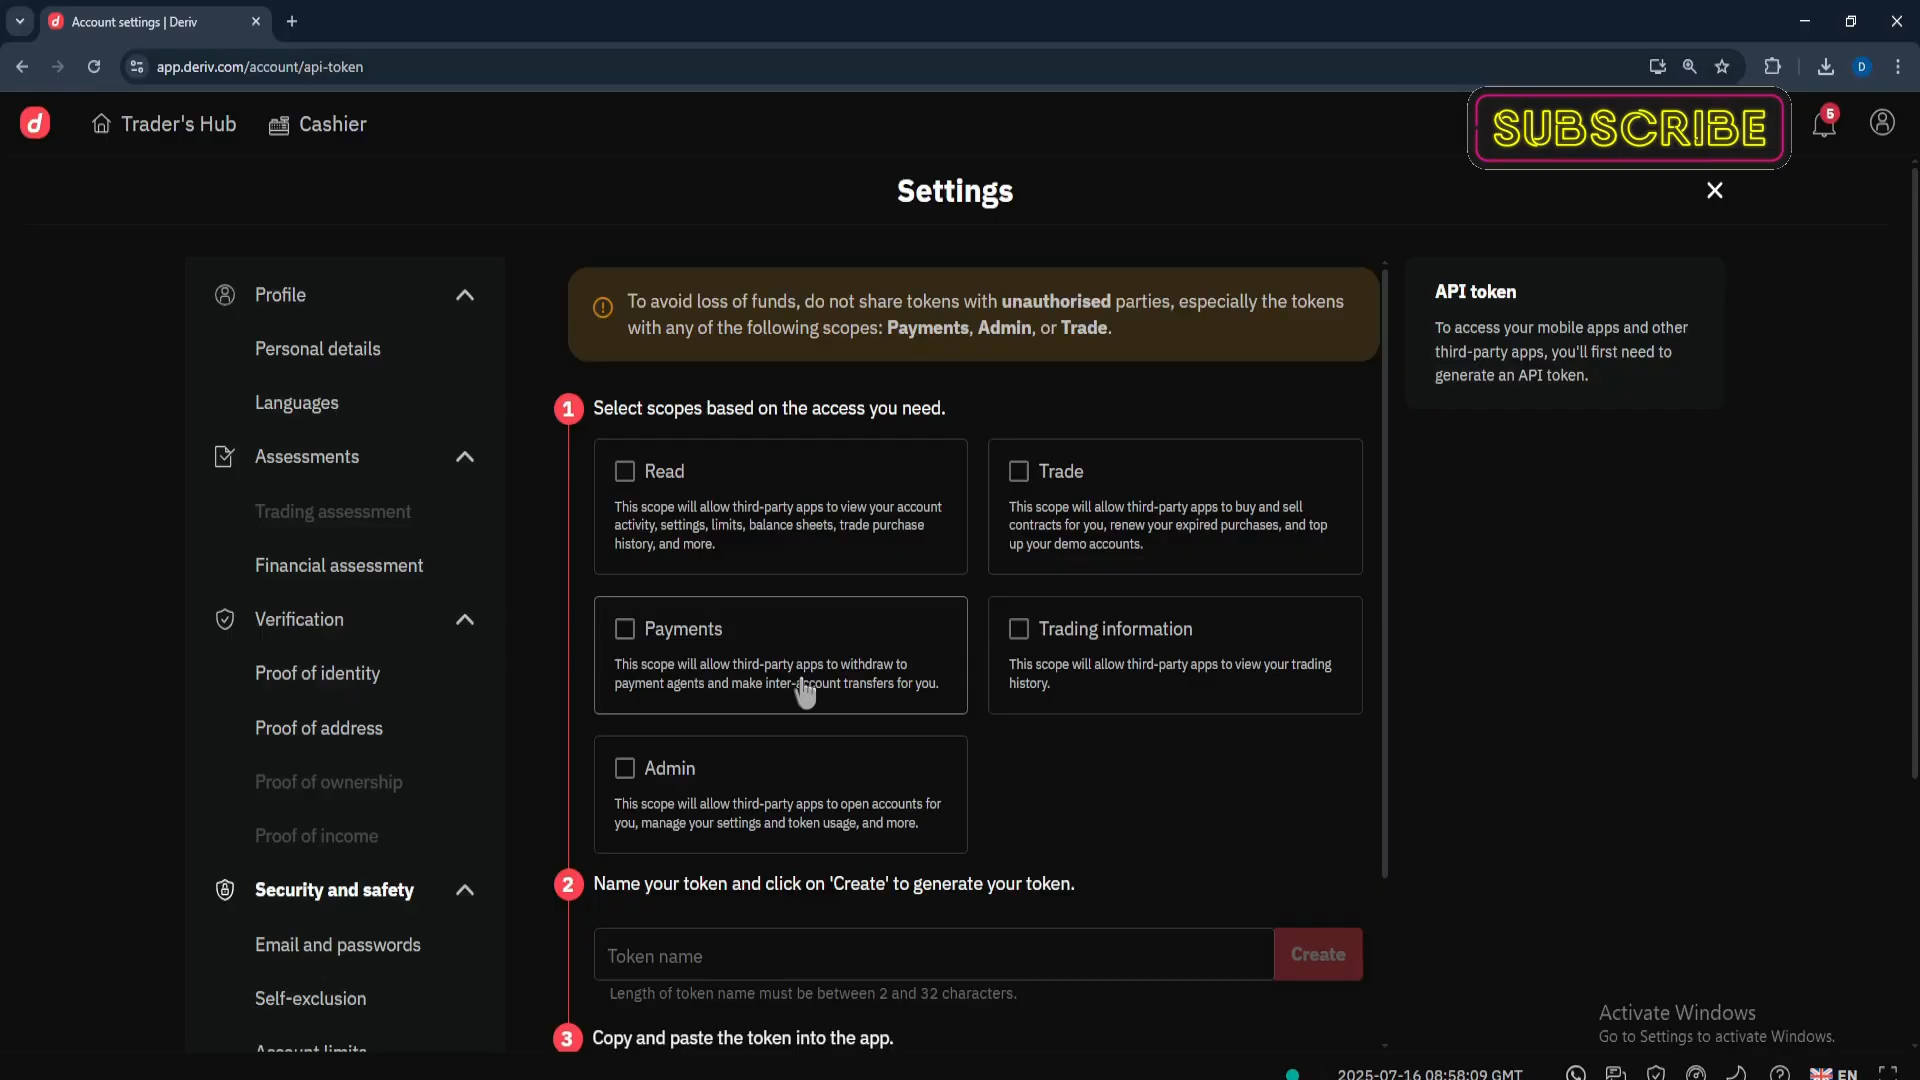 Account settings | Deriv
app.deriv.com/account/api-token
D
d
Trader's Hub
Cashier
SUBSCRIBE
5
Settings
Profile
Personal details
Languages
Assessments
Trading assessment
Financial assessment
Verification
Proof of identity
Proof of address
Proof of ownership
Proof of income
Security and safety
Email and passwords
Self-exclusion
Account limits
To avoid loss of funds, do not share tokens with unauthorised parties, especially the tokens
with any of the following scopes: Payments, Admin, or Trade.
1 Select scopes based on the access you need.
Read
This scope will allow third-party apps to view your account
activity, settings, limits, balance sheets, trade purchase
history, and more.
Trade
This scope will allow third-party apps to buy and sell
contracts for you, renew your expired purchases, and top
up your demo accounts.
Payments
This scope will allow third-party apps to withdraw to
payment agents and make inter-account transfers for you.
Trading information
This scope will allow third-party apps to view your trading
history.
Admin
This scope will allow third-party apps to open accounts for
you, manage your settings and token usage, and more.
2 Name your token and click on 'Create' to generate your token.
Token name
Create
Length of token name must be between 2 and 32 characters.
3 Copy and paste the token into the app.
API token
To access your mobile apps and other
third-party apps, you'll first need to
generate an API token.
Activate Windows
Go to Settings to activate Windows.
2025-07-16 08:58:09 GMT
EN